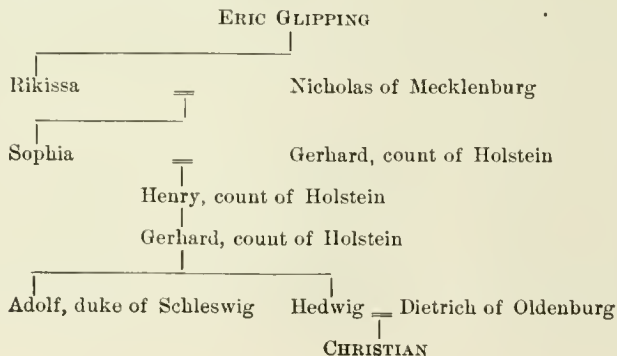 ERIC GLIPPING
Rikissa = Nicholas of Mecklenburg
Sophia = Gerhard, count of Holstein
Henry, count of Holstein
Gerhard, count of Holstein
Adolf, duke of Schleswig Hedwig = Dietrich of Oldenburg
CHRISTIAN